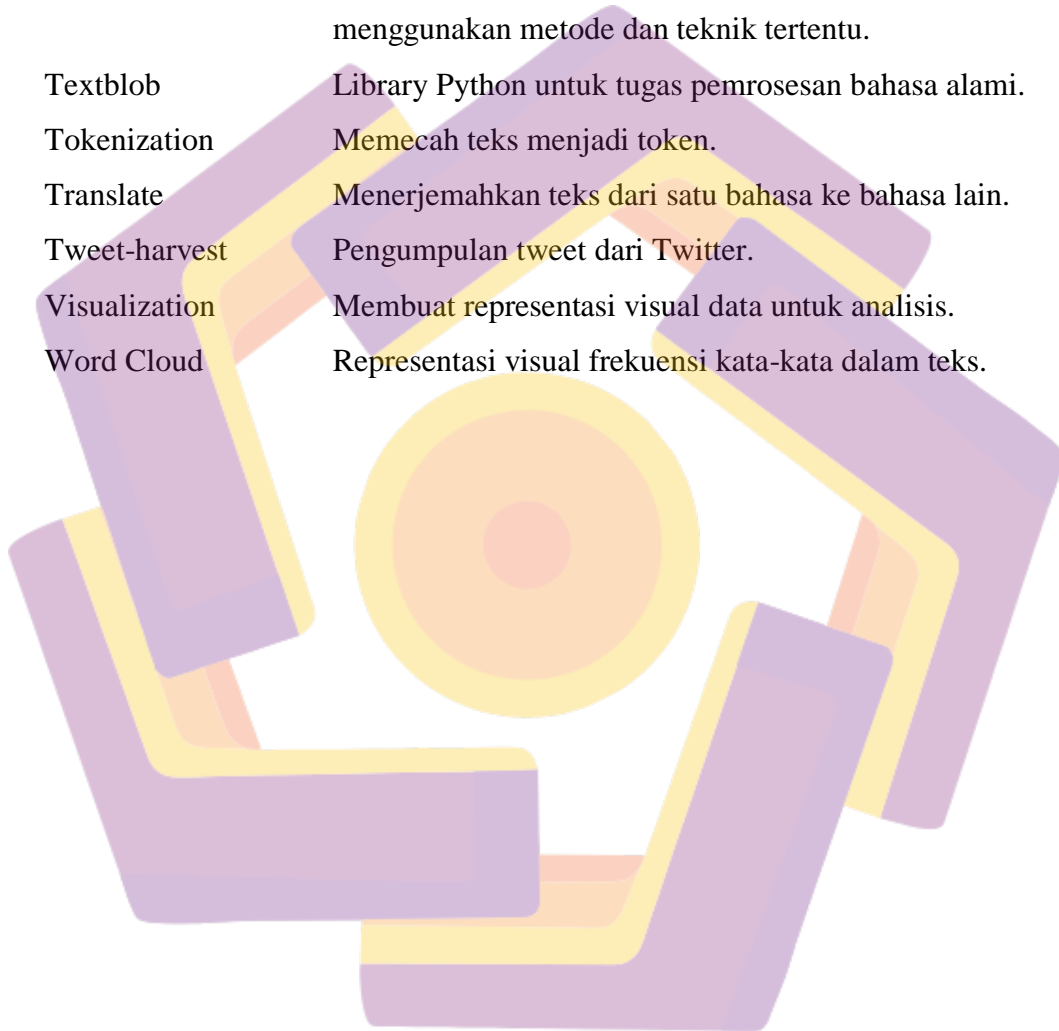 menggunakan metode dan teknik tertentu.
Textblob Library Python untuk tugas pemrosesan bahasa alami.
Tokenization Memecah teks menjadi token.
Translate Menerjemahkan teks dari satu bahasa ke bahasa lain.
Tweet-harvest Pengumpulan tweet dari Twitter.
Visualization Membuat representasi visual data untuk analisis.
Word Cloud Representasi visual frekuensi kata-kata dalam teks.